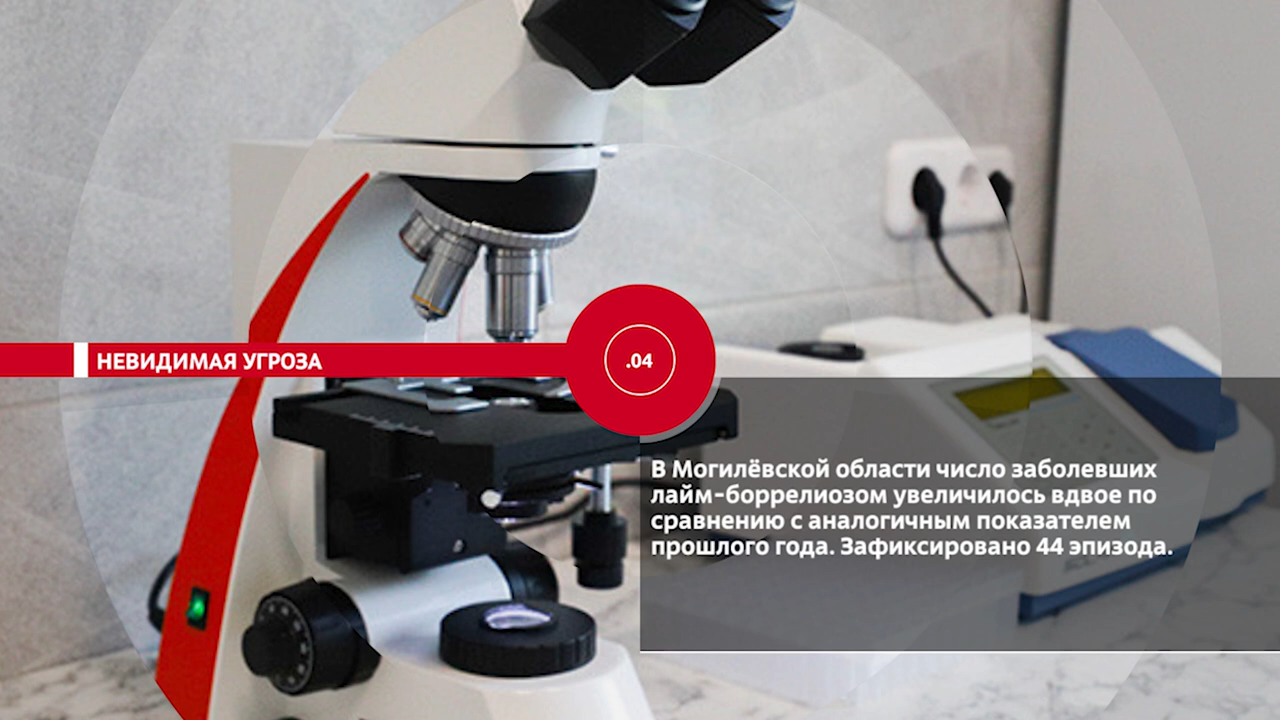 НЕВИДИМАЯ УГРОЗА
.04
В Могилёвской области число заболевших
лайм-боррелиозом увеличилось вдвое по
сравнению с аналогичным показателем
прошлого года. Зафиксировано 44 эпизода.